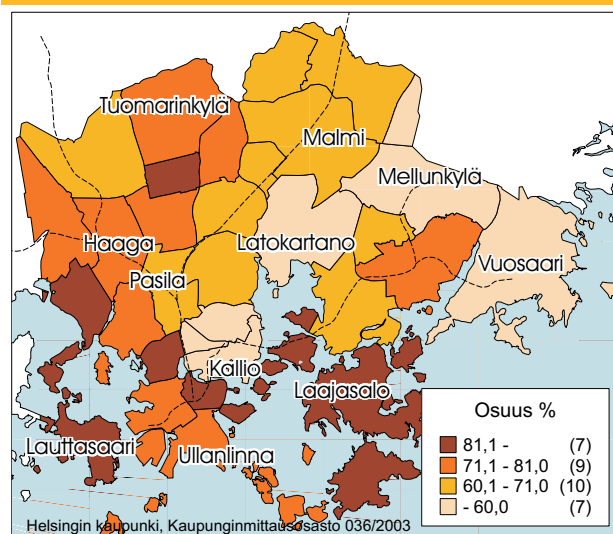 Tuomarinkylä
Malmi
Mellunkylä
Haaga
Latokartano
Vuosaari
Pasila
Kallio
Laajasalo
Lauttasaari
Ullanlinna
Osuus %
81,1 - (7)
71,1 - 81,0 (9)
60,1 - 71,0 (10)
- 60,0 (7)
Helsingin kaupunki, Kaupunginmittausosasto 036/2003